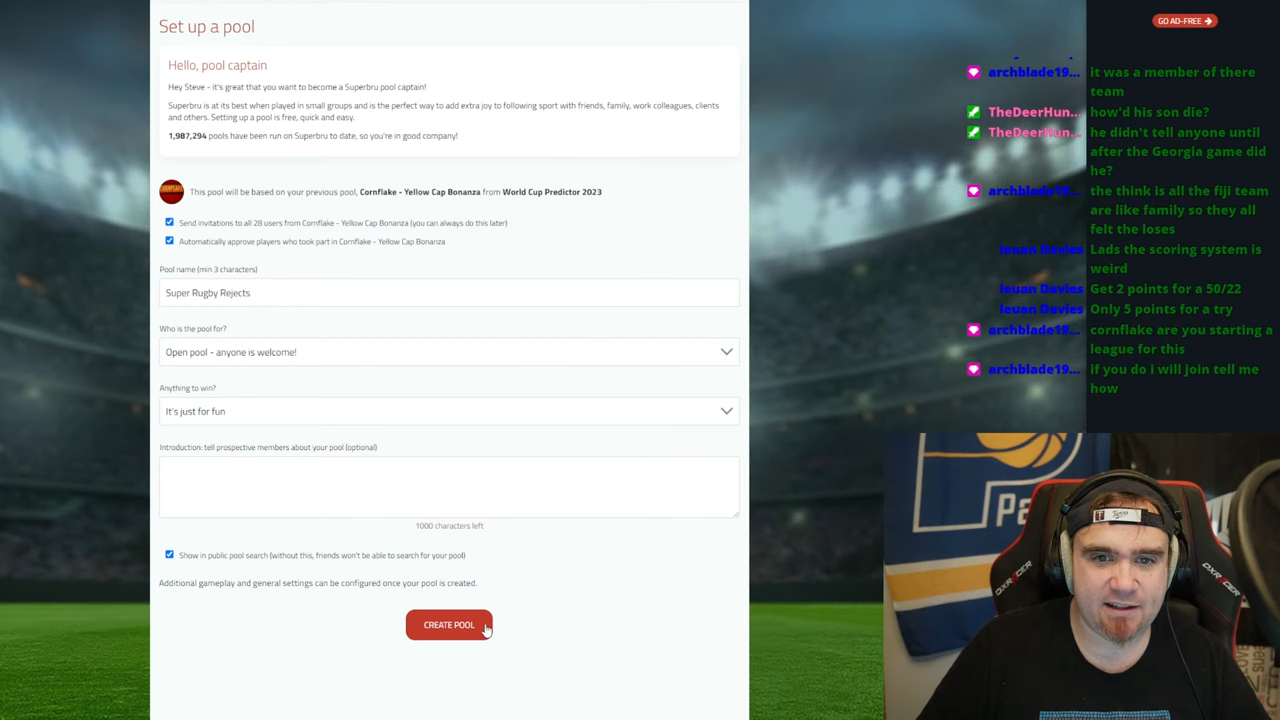 Set up a pool
Hello, pool captain
Hey Steve - it's great that you want to become a Superbru pool captain!
Superbru is at its best when played in small groups and is the perfect way to add extra joy to following sport with friends, family, work colleagues, clients
and others. Setting up a pool is free, quick and easy.
1,987,294 pools have been run on Superbru to date, so you're in good company!
This pool will be based on your previous pool, Cornflake - Yellow Cap Bonanza from World Cup Predictor 2023
Send invitations to all 28 users from Cornflake - Yellow Cap Bonanza (you can always do this later)
Automatically approve players who took part in Cornflake - Yellow Cap Bonanza
Pool name (min 3 characters)
Super Rugby Rejects
Who is the pool for?
Open pool - anyone is welcome!
Anything to win?
It's just for fun
Introduction: tell prospective members about your pool (optional)
1000 characters left
Show in public pool search (without this, friends won't be able to search for your pool)
Additional gameplay and general settings can be configured once your pool is created.
CREATE POOL
GO AD-FREE
archblade19... it was a member of there
team
TheDeerHun... how'd his son die?
TheDeerHun... he didn't tell anyone until
after the Georgia game did
he?
archblade19... the think is all the fiji team
are like family so they all
felt the loses
Ieuan Davies Lads the scoring system is
weird
Ieuan Davies Get 2 points for a 50/22
Ieuan Davies Only 5 points for a try
archblade19... cornflake are you starting a
league for this
archblade19... if you do i will join tell me
how
Pa
DXRACER
DXRACER